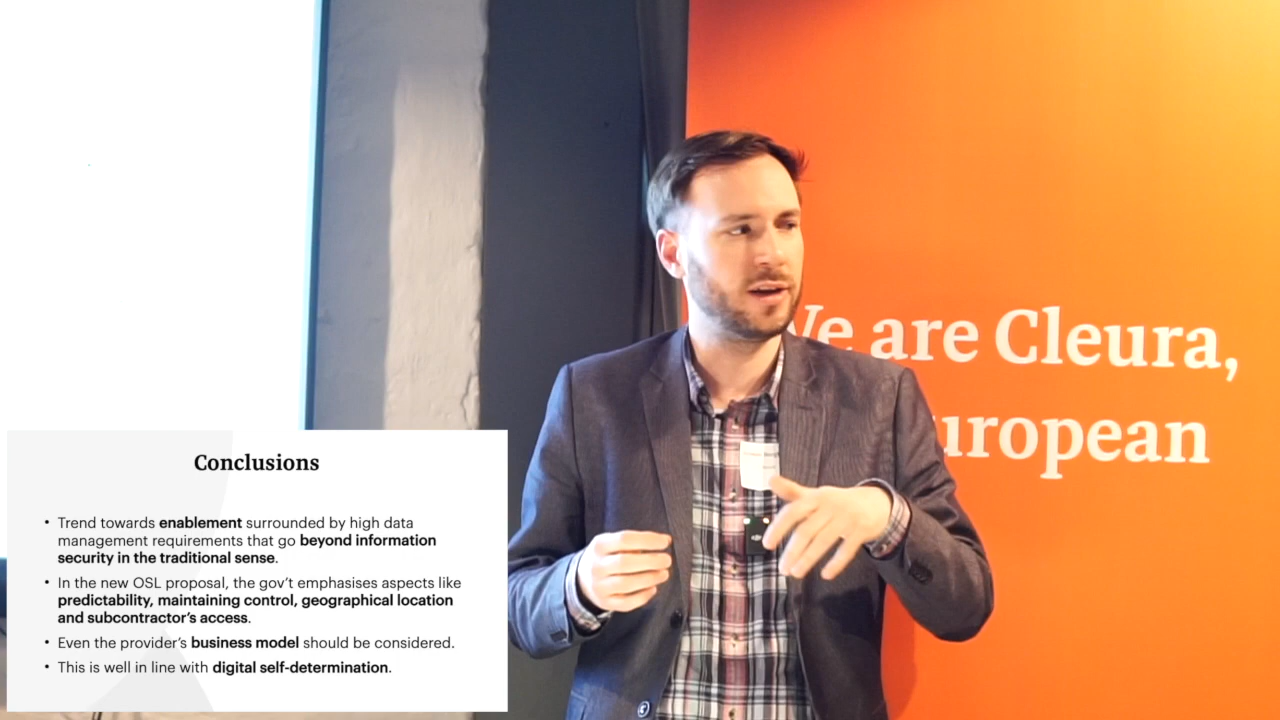 We are Cleura,
uropean
Conclusions
• Trend towards enablement surrounded by high data
management requirements that go beyond information
security in the traditional sense.
• In the new OSL proposal, the gov’t emphasises aspects like
predictability, maintaining control, geographical location
and subcontractor’s access.
• Even the provider’s business model should be considered.
• This is well in line with digital self-determination.
dji